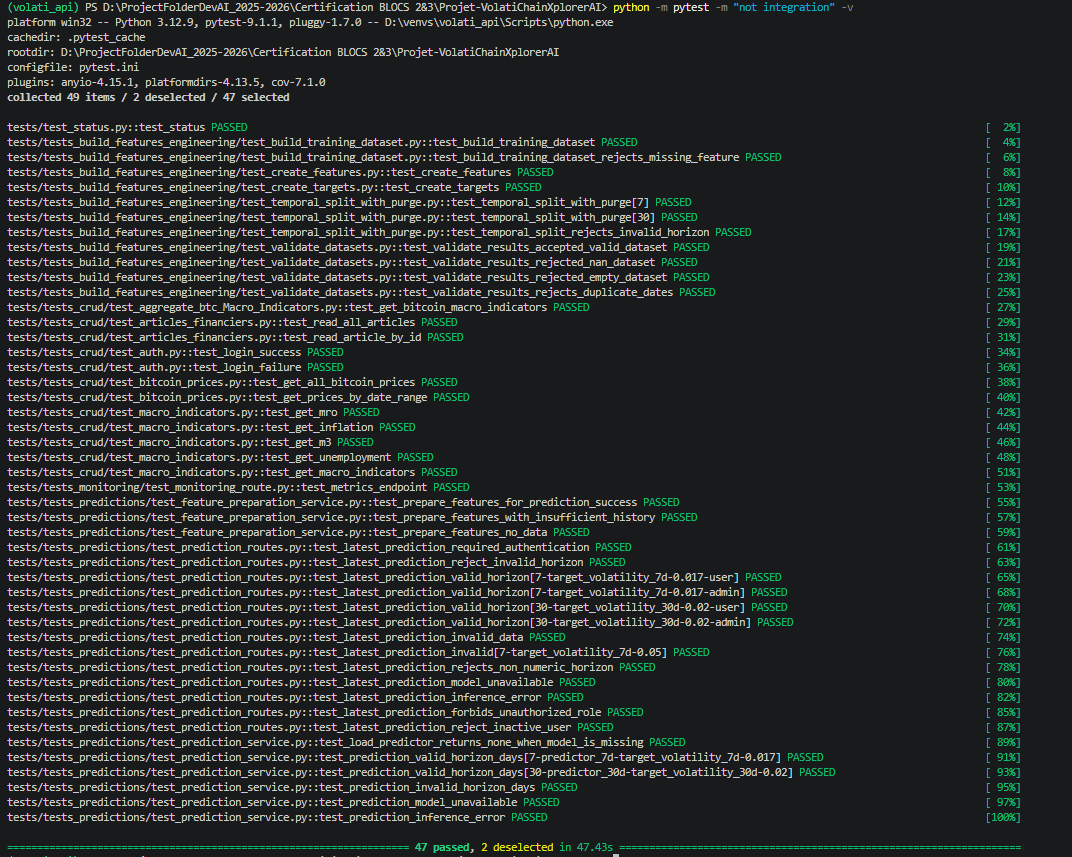 (volati_api) PS D:\ProjectFolderDevAI_2025-2026\Certification BLOCS 2&3\Projet-VolatiChainXplorerAI> python -m pytest -m "not integration" -v
platform win32 -- Python 3.12.9, pytest-9.1.1, pluggy-1.7.0 -- D:\venvs\volati_api\Scripts\python.exe
cachedir: .pytest_cache
rootdir: D:\ProjectFolderDevAI_2025-2026\Certification BLOCS 2&3\Projet-VolatiChainXplorerAI
configfile: pytest.ini
plugins: anyio-4.15.1, platformdirs-4.13.5, cov-7.1.0
collected 49 items / 2 deselected / 47 selected
tests/test_status.py::test_status PASSED [ 2%]
tests/tests_build_features_engineering/test_build_training_dataset.py::test_build_training_dataset PASSED [ 4%]
tests/tests_build_features_engineering/test_build_training_dataset.py::test_build_training_dataset_rejects_missing_feature PASSED [ 6%]
tests/tests_build_features_engineering/test_create_features.py::test_create_features PASSED [ 8%]
tests/tests_build_features_engineering/test_create_targets.py::test_create_targets PASSED [ 10%]
tests/tests_build_features_engineering/test_temporal_split_with_purge.py::test_temporal_split_with_purge[7] PASSED [ 12%]
tests/tests_build_features_engineering/test_temporal_split_with_purge.py::test_temporal_split_with_purge[30] PASSED [ 14%]
tests/tests_build_features_engineering/test_temporal_split_with_purge.py::test_temporal_split_rejects_invalid_horizon PASSED [ 17%]
tests/tests_build_features_engineering/test_validate_datasets.py::test_validate_results_accepted_valid_dataset PASSED [ 19%]
tests/tests_build_features_engineering/test_validate_datasets.py::test_validate_results_rejected_nan_dataset PASSED [ 21%]
tests/tests_build_features_engineering/test_validate_datasets.py::test_validate_results_rejected_empty_dataset PASSED [ 23%]
tests/tests_build_features_engineering/test_validate_datasets.py::test_validate_results_rejects_duplicate_dates PASSED [ 25%]
tests/tests_crud/test_aggregate_btc_Macro_Indicators.py::test_get_bitcoin_macro_indicators PASSED [ 27%]
tests/tests_crud/test_articles_financiers.py::test_read_all_articles PASSED [ 29%]
tests/tests_crud/test_articles_financiers.py::test_read_article_by_id PASSED [ 31%]
tests/tests_crud/test_auth.py::test_login_success PASSED [ 34%]
tests/tests_crud/test_auth.py::test_login_failure PASSED [ 36%]
tests/tests_crud/test_bitcoin_prices.py::test_get_all_bitcoin_prices PASSED [ 38%]
tests/tests_crud/test_bitcoin_prices.py::test_get_prices_by_date_range PASSED [ 40%]
tests/tests_crud/test_macro_indicators.py::test_get_mro PASSED [ 42%]
tests/tests_crud/test_macro_indicators.py::test_get_inflation PASSED [ 44%]
tests/tests_crud/test_macro_indicators.py::test_get_m3 PASSED [ 46%]
tests/tests_crud/test_macro_indicators.py::test_get_unemployment PASSED [ 48%]
tests/tests_crud/test_macro_indicators.py::test_get_macro_indicators PASSED [ 51%]
tests/tests_monitoring/test_monitoring_route.py::test_metrics_endpoint PASSED [ 53%]
tests/tests_predictions/test_feature_preparation_service.py::test_prepare_features_for_prediction_success PASSED [ 55%]
tests/tests_predictions/test_feature_preparation_service.py::test_prepare_features_with_insufficient_history PASSED [ 57%]
tests/tests_predictions/test_feature_preparation_service.py::test_prepare_features_no_data PASSED [ 59%]
tests/tests_predictions/test_prediction_routes.py::test_latest_prediction_required_authentication PASSED [ 61%]
tests/tests_predictions/test_prediction_routes.py::test_latest_prediction_reject_invalid_horizon PASSED [ 63%]
tests/tests_predictions/test_prediction_routes.py::test_latest_prediction_valid_horizon[7-target_volatility_7d-0.017-user] PASSED [ 65%]
tests/tests_predictions/test_prediction_routes.py::test_latest_prediction_valid_horizon[7-target_volatility_7d-0.017-admin] PASSED [ 68%]
tests/tests_predictions/test_prediction_routes.py::test_latest_prediction_valid_horizon[30-target_volatility_30d-0.02-user] PASSED [ 70%]
tests/tests_predictions/test_prediction_routes.py::test_latest_prediction_valid_horizon[30-target_volatility_30d-0.02-admin] PASSED [ 72%]
tests/tests_predictions/test_prediction_routes.py::test_latest_prediction_invalid_data PASSED [ 74%]
tests/tests_predictions/test_prediction_routes.py::test_latest_prediction_invalid[7-target_volatility_7d-0.05] PASSED [ 76%]
tests/tests_predictions/test_prediction_routes.py::test_latest_prediction_rejects_non_numeric_horizon PASSED [ 78%]
tests/tests_predictions/test_prediction_routes.py::test_latest_prediction_model_unavailable PASSED [ 80%]
tests/tests_predictions/test_prediction_routes.py::test_latest_prediction_inference_error PASSED [ 82%]
tests/tests_predictions/test_prediction_routes.py::test_latest_prediction_forbids_unauthorized_role PASSED [ 85%]
tests/tests_predictions/test_prediction_routes.py::test_latest_prediction_reject_inactive_user PASSED [ 87%]
tests/tests_predictions/test_prediction_service.py::test_load_predictor_returns_none_when_model_is_missing PASSED [ 89%]
tests/tests_predictions/test_prediction_service.py::test_prediction_valid_horizon_days[7-predictor_7d-target_volatility_7d-0.017] PASSED [ 91%]
tests/tests_predictions/test_prediction_service.py::test_prediction_valid_horizon_days[30-predictor_30d-target_volatility_30d-0.02] PASSED [ 93%]
tests/tests_predictions/test_prediction_service.py::test_prediction_invalid_horizon_days PASSED [ 95%]
tests/tests_predictions/test_prediction_service.py::test_prediction_model_unavailable PASSED [ 97%]
tests/tests_predictions/test_prediction_service.py::test_prediction_inference_error PASSED [100%]
47 passed, 2 deselected in 47.43s